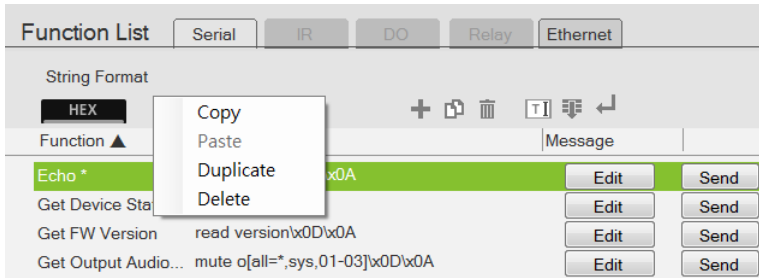 Function List Serial IR DO Relay Ethernet
String Format
HEX
Copy
Function ▲ Paste Message
Duplicate
Echo * x0A Edit Send
Delete
Get Device Sta Edit Send
Get FW Version read version\x0D\x0A Edit Send
Get Output Audio... mute o[all=*,sys,01-03]\x0D\x0A Edit Send